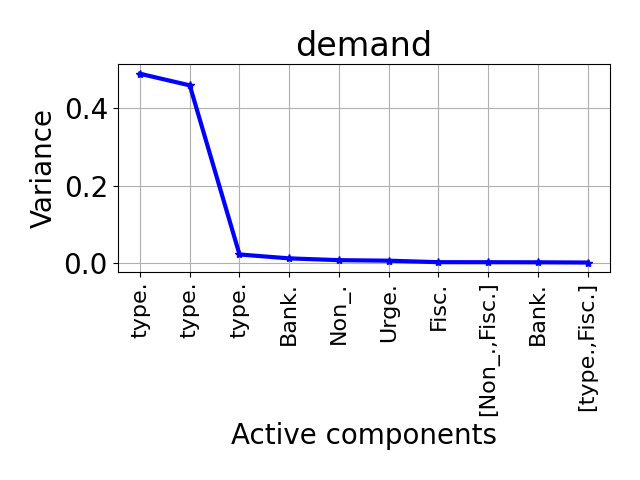 demand
Variance
0.4
0.2
0.0
type.
type.
type.
Bank.
Non_.
Urge.
Fisc.
[Non_.,Fisc.]
Bank.
[type.,Fisc.]
Active components